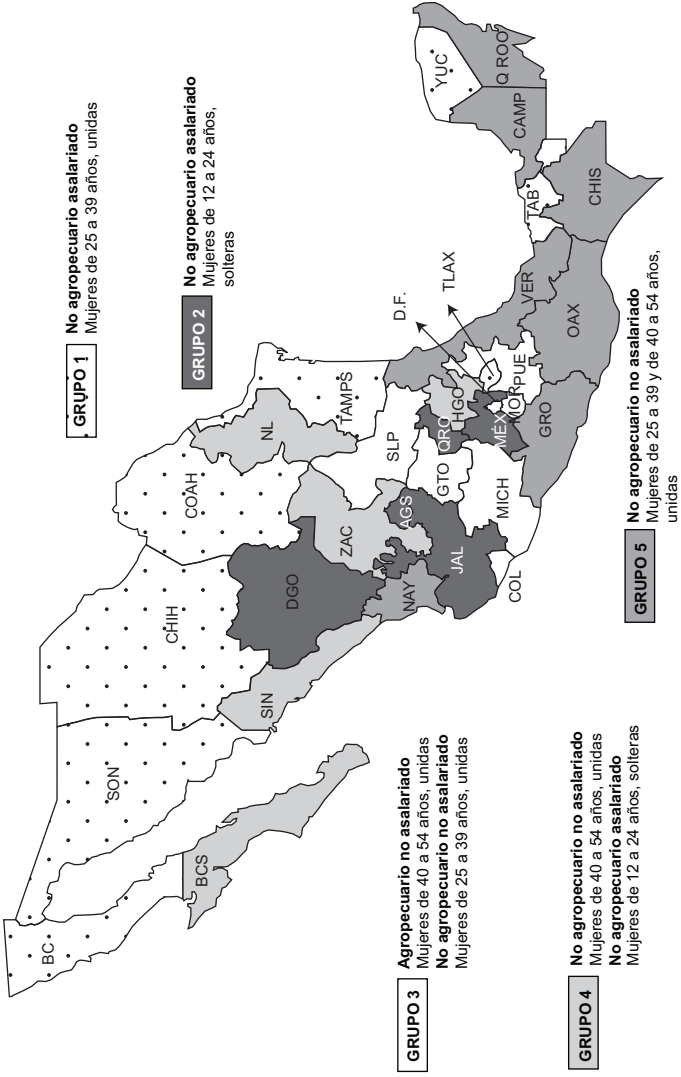 GRUPO 1
No agropecuario asalariado
Mujeres de 25 a 39 años, unidas
GRUPO 2
No agropecuario asalariado
Mujeres de 12 a 24 años,
solteras
BC
SON
CHIH
COAH
NL
TAMPS
BCS
SIN
DGO
ZAC
SLP
NAY
AGS
JAL
GTO
QRO
HGO
COL
MICH
MÉX
MOR
D.F.
TLAX
PUE
VER
GRO
OAX
TAB
CHIS
CAMP
YUC
Q ROO
GRUPO 3
Agropecuario no asalariado
Mujeres de 40 a 54 años, unidas
No agropecuario no asalariado
Mujeres de 25 a 39 años, unidas
GRUPO 4
No agropecuario no asalariado
Mujeres de 40 a 54 años, unidas
No agropecuario asalariado
Mujeres de 12 a 24 años, solteras
GRUPO 5
No agropecuario no asalariado
Mujeres de 25 a 39 y de 40 a 54 años,
unidas